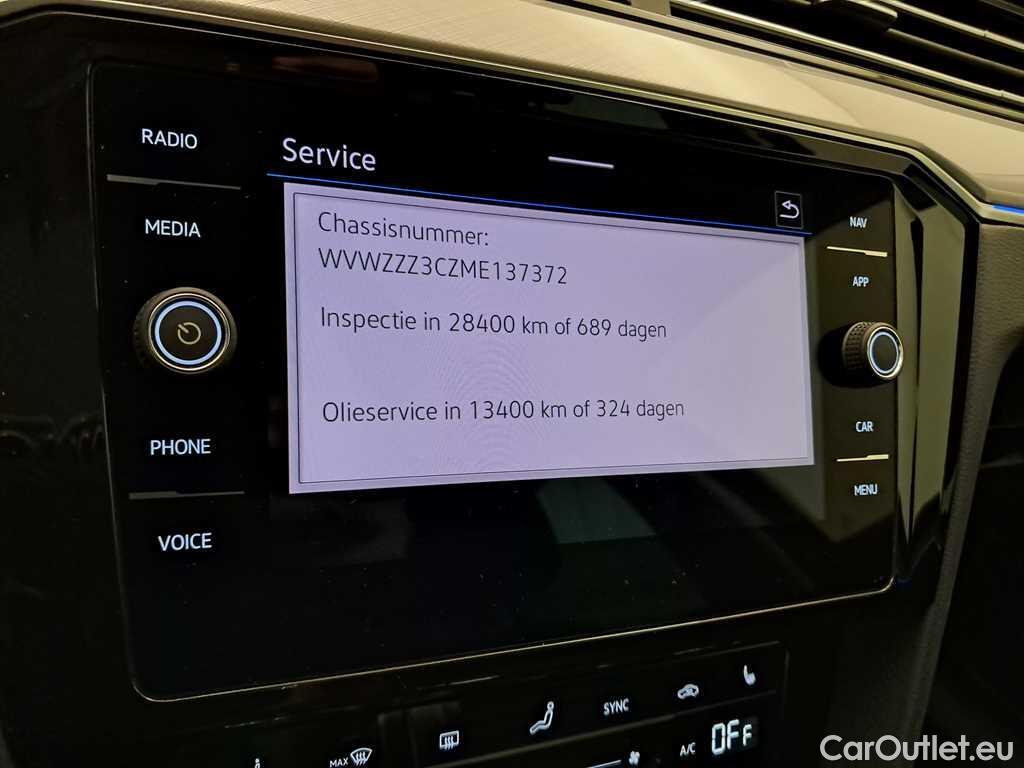 RADIO
MEDIA
PHONE
VOICE
Service
Chassisnummer:
WVWZZZ3CZME137372
Inspectie in 28400 km of 689 dagen
Olieservice in 13400 km of 324 dagen
NAV
APP
CAR
MENU
MAX
SYNC
A/C
OFF
CarOutlet.eu